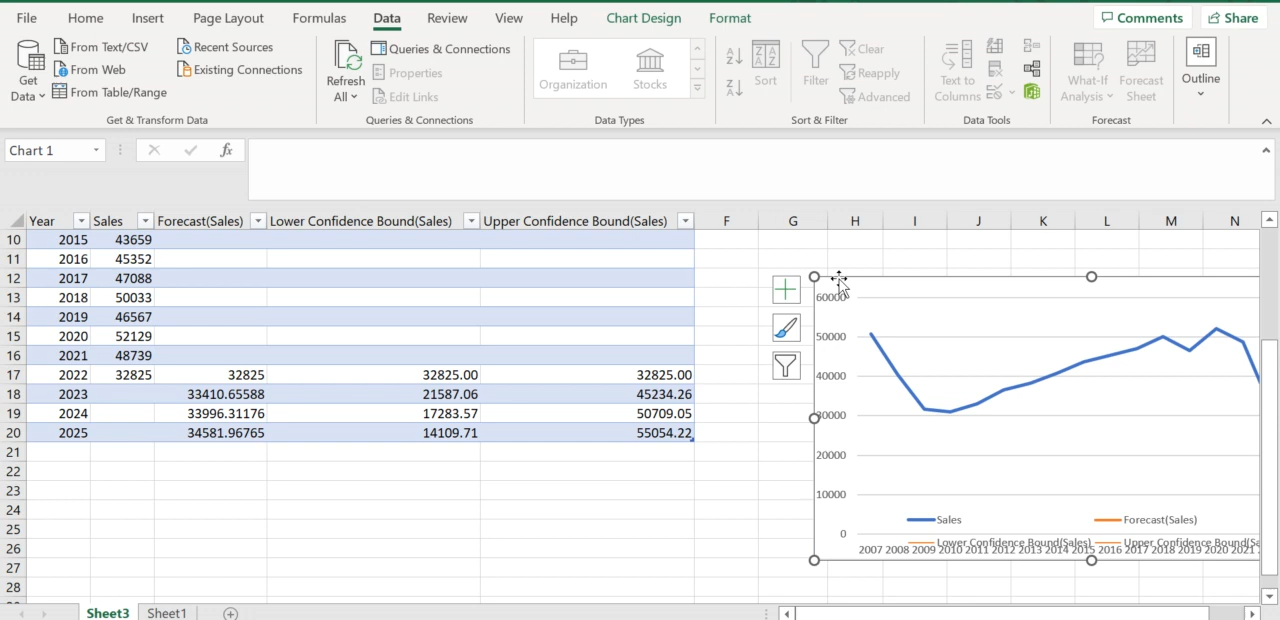 File Home Insert Page Layout Formulas Data Review View Help Chart Design Format Comments Share
From Text/CSV Recent Sources Queries & Connections Clear
From Web Existing Connections Properties Reapply
From Table/Range Edit Links Advanced
Get Data Refresh All Organization Stocks Sort Filter Text to Columns What-If Analysis Forecast Sheet Outline
Get & Transform Data Queries & Connections Data Types Sort & Filter Data Tools Forecast
Chart 1 fx
Year Sales Forecast(Sales) Lower Confidence Bound(Sales) Upper Confidence Bound(Sales) F G H I J K L M N
10 2015 43659
11 2016 45352
12 2017 47088
13 2018 50033
14 2019 46567
15 2020 52129
16 2021 48739
17 2022 32825 32825 32825.00 32825.00
18 2023 33410.65588 21587.06 45234.26
19 2024 33996.31176 17283.57 50709.05
20 2025 34581.96765 14109.71 55054.22
21
22
23
24
25
26
27
28
60000
50000
40000
30000
20000
10000
0
Sales Forecast(Sales)
Lower Confidence Bound(Sales) Upper Confidence Bound(Sa
2007 2008 2009 2010 2011 2012 2013 2014 2015 2016 2017 2018 2019 2020 2021
Sheet3 Sheet1